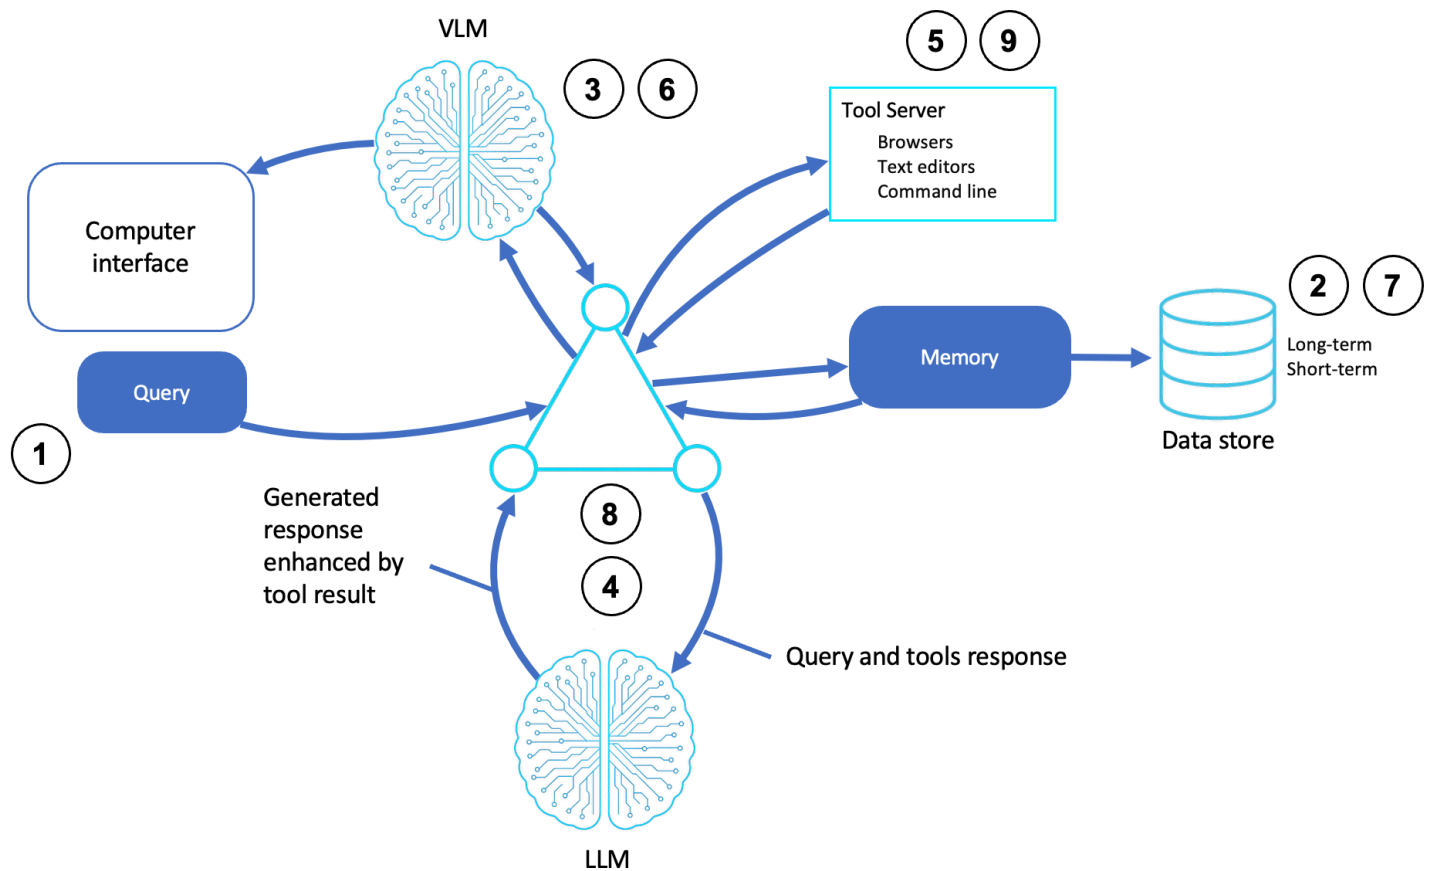 VLM
3
6
5
9
Tool Server
Browsers
Text editors
Command line
Computer
interface
2
7
Long-term
Short-term
Memory
Data store
Query
1
Generated
response
enhanced by
tool result
8
4
Query and tools response
LLM